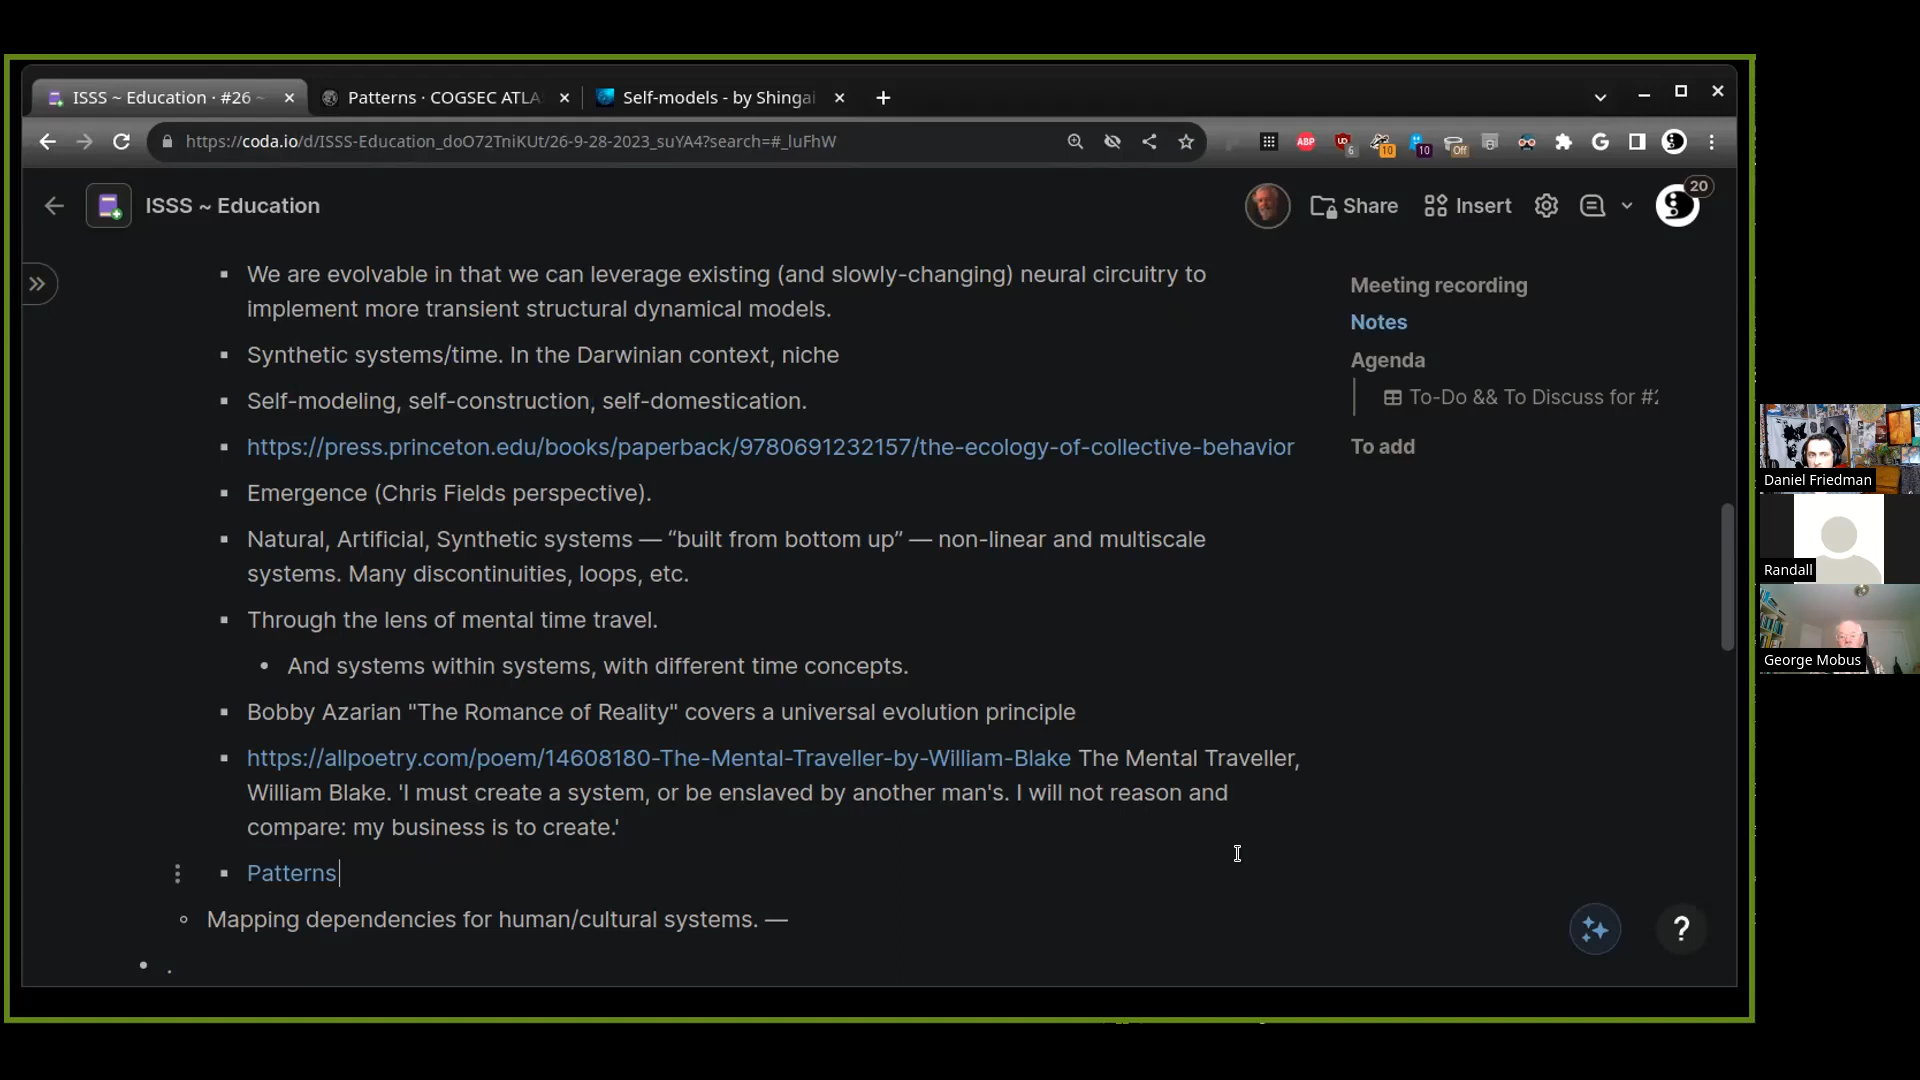 ISSS ~ Education · #26 ~
Patterns · COGSEC ATLA
Self-models - by Shingai
https://coda.io/d/ISSS-Education_doO72TniKUt/26-9-28-2023_suYA4?search=#_luFhW
ABP
6
10
10
Off
G
ISSS ~ Education
Share
Insert
20
We are evolvable in that we can leverage existing (and slowly-changing) neural circuitry to
implement more transient structural dynamical models.
Synthetic systems/time. In the Darwinian context, niche
Self-modeling, self-construction, self-domestication.
https://press.princeton.edu/books/paperback/9780691232157/the-ecology-of-collective-behavior
Emergence (Chris Fields perspective).
Natural, Artificial, Synthetic systems — “built from bottom up” — non-linear and multiscale
systems. Many discontinuities, loops, etc.
Through the lens of mental time travel.
And systems within systems, with different time concepts.
Bobby Azarian "The Romance of Reality" covers a universal evolution principle
https://allpoetry.com/poem/14608180-The-Mental-Traveller-by-William-Blake The Mental Traveller,
William Blake. 'I must create a system, or be enslaved by another man's. I will not reason and
compare: my business is to create.'
Patterns
Mapping dependencies for human/cultural systems. —
.
Meeting recording
Notes
Agenda
To-Do && To Discuss for #2
To add
?
Daniel Friedman
Randall
George Mobus